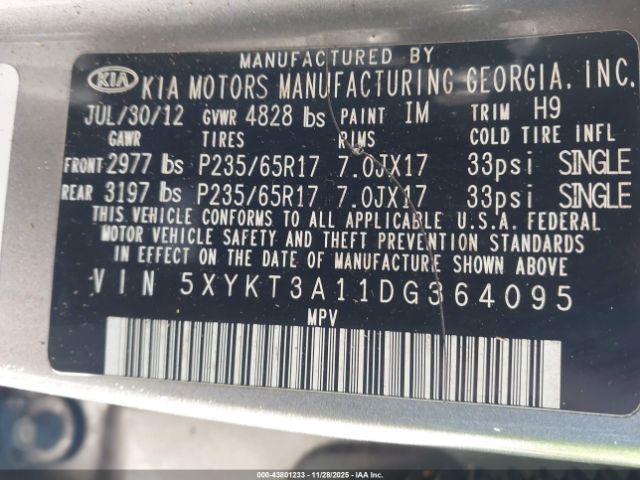 MANUFACTURED BY
KIA KIA MOTORS MANUFACTURING GEORGIA, INC.
JUL/30/12 GVWR 4828 lbs PAINT IM TRIM H9
GAWR TIRES RIMS COLD TIRE INFL
FRONT 2977 lbs P235/65R17 7.0JX17 33psi SINGLE
REAR 3197 lbs P235/65R17 7.0JX17 33psi SINGLE
THIS VEHICLE CONFORMS TO ALL APPLICABLE U.S.A. FEDERAL
MOTOR VEHICLE SAFETY AND THEFT PREVENTION STANDARDS
IN EFFECT ON THE DATE OF MANUFACTURE SHOWN ABOVE
VIN 5XYKT3A11DG364095
MPV
000-43801233 — 11/28/2025 — IAA Inc.